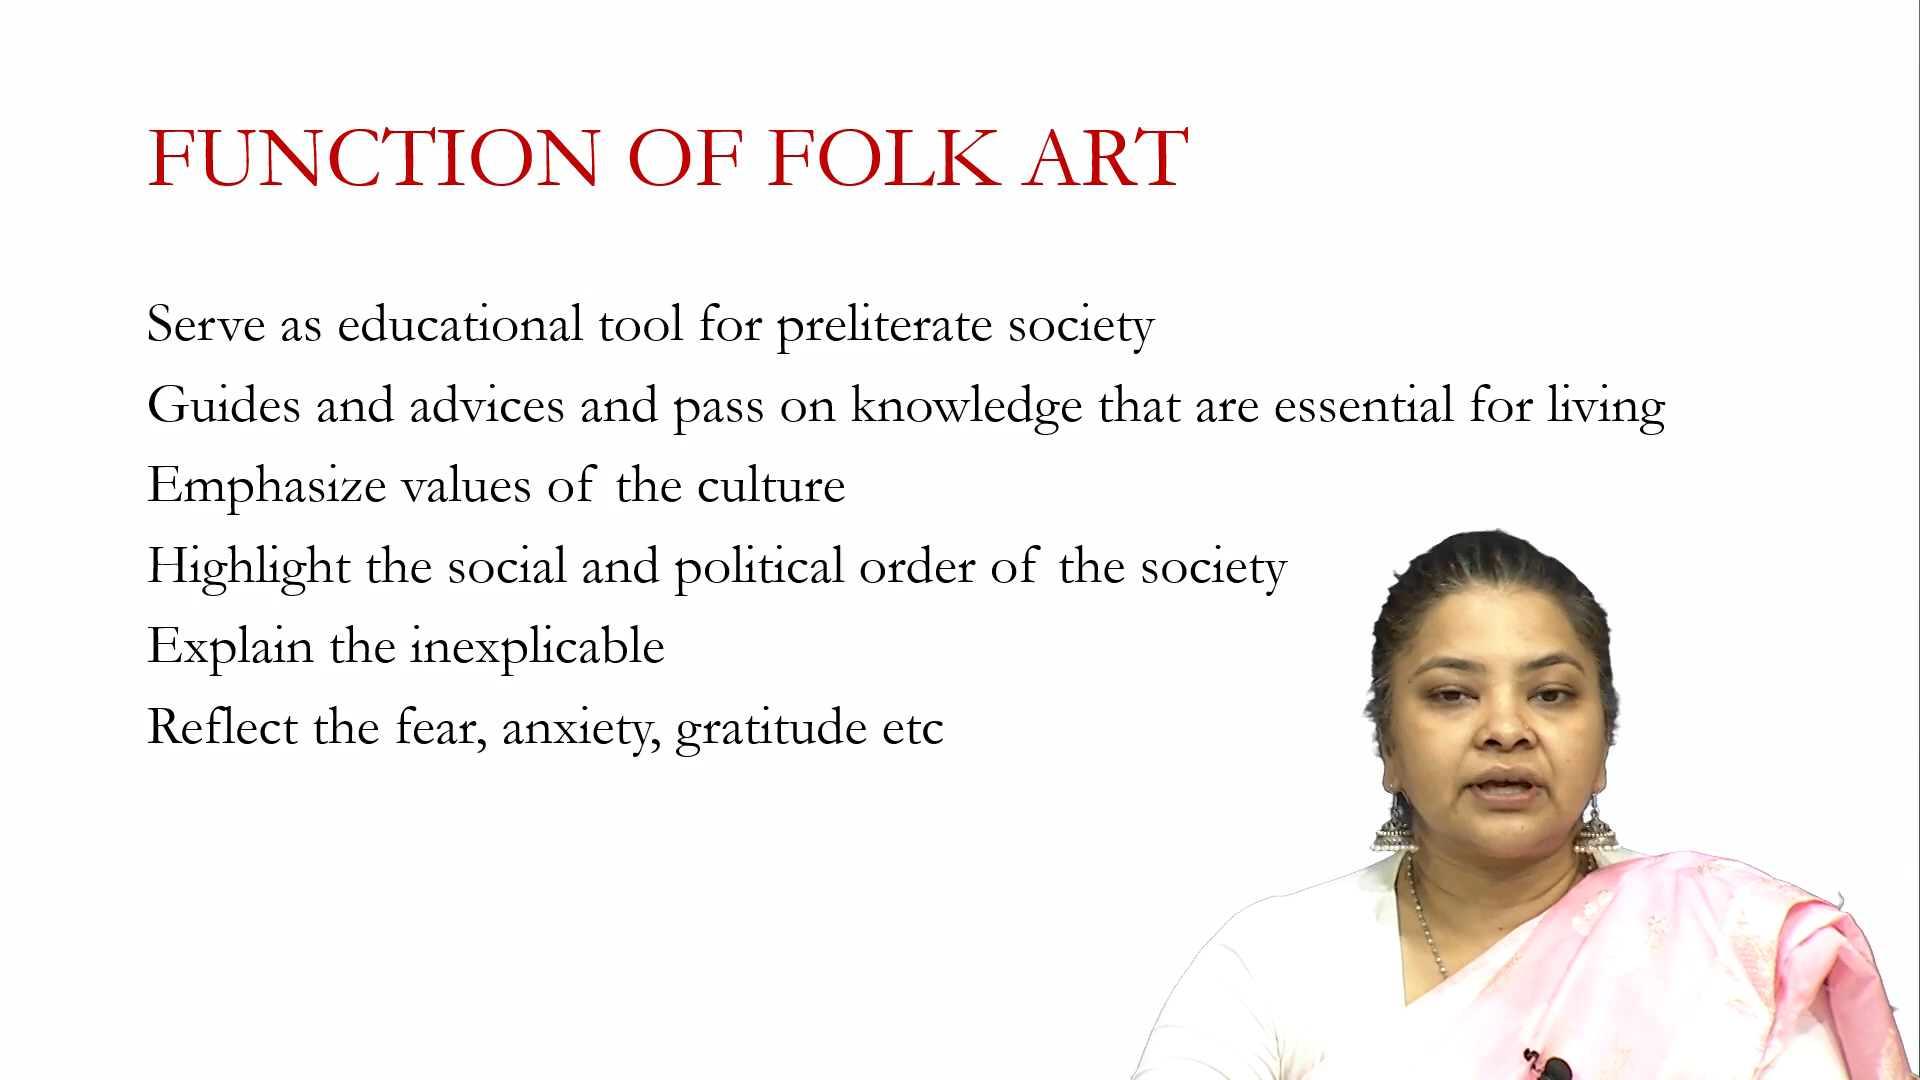 FUNCTION OF FOLK ART
Serve as educational tool for preliterate society
Guides and advices and pass on knowledge that are essential for living
Emphasize values of the culture
Highlight the social and political order of the society
Explain the inexplicable
Reflect the fear, anxiety, gratitude etc